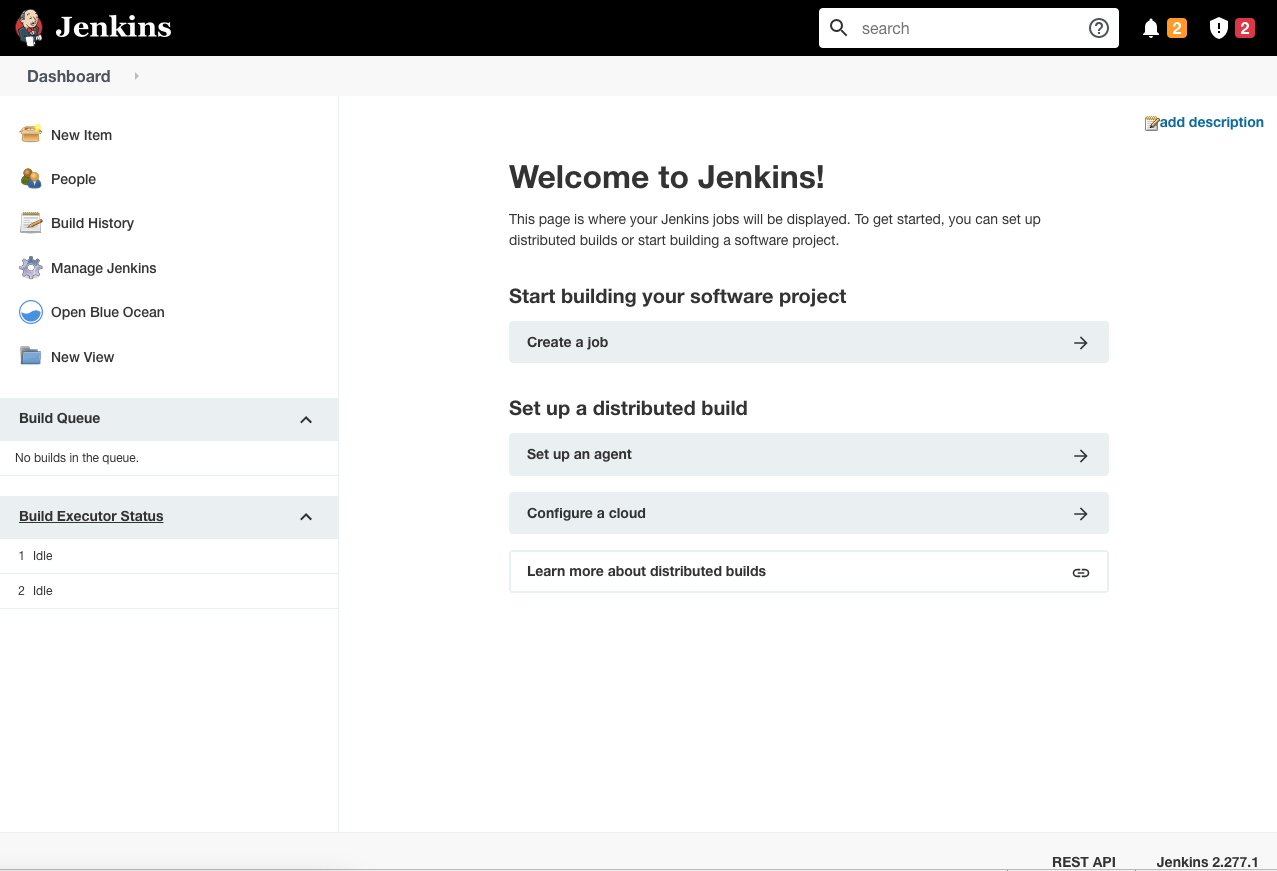 Jenkins
search
2
2
Dashboard
New Item
People
Build History
Manage Jenkins
Open Blue Ocean
New View
Build Queue
No builds in the queue.
Build Executor Status
1 Idle
2 Idle
add description
Welcome to Jenkins!
This page is where your Jenkins jobs will be displayed. To get started, you can set up
distributed builds or start building a software project.
Start building your software project
Create a job
Set up a distributed build
Set up an agent
Configure a cloud
Learn more about distributed builds
REST API
Jenkins 2.277.1